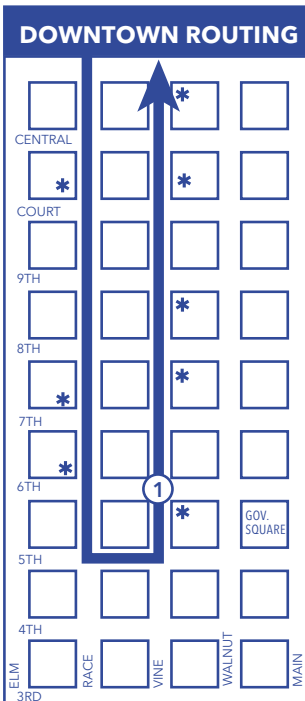 DOWNTOWN ROUTING
CENTRAL
COURT
9TH
8TH
7TH
6TH
1
GOV.
SQUARE
5TH
4TH
ELM
RACE
VINE
WALNUT
MAIN
3RD